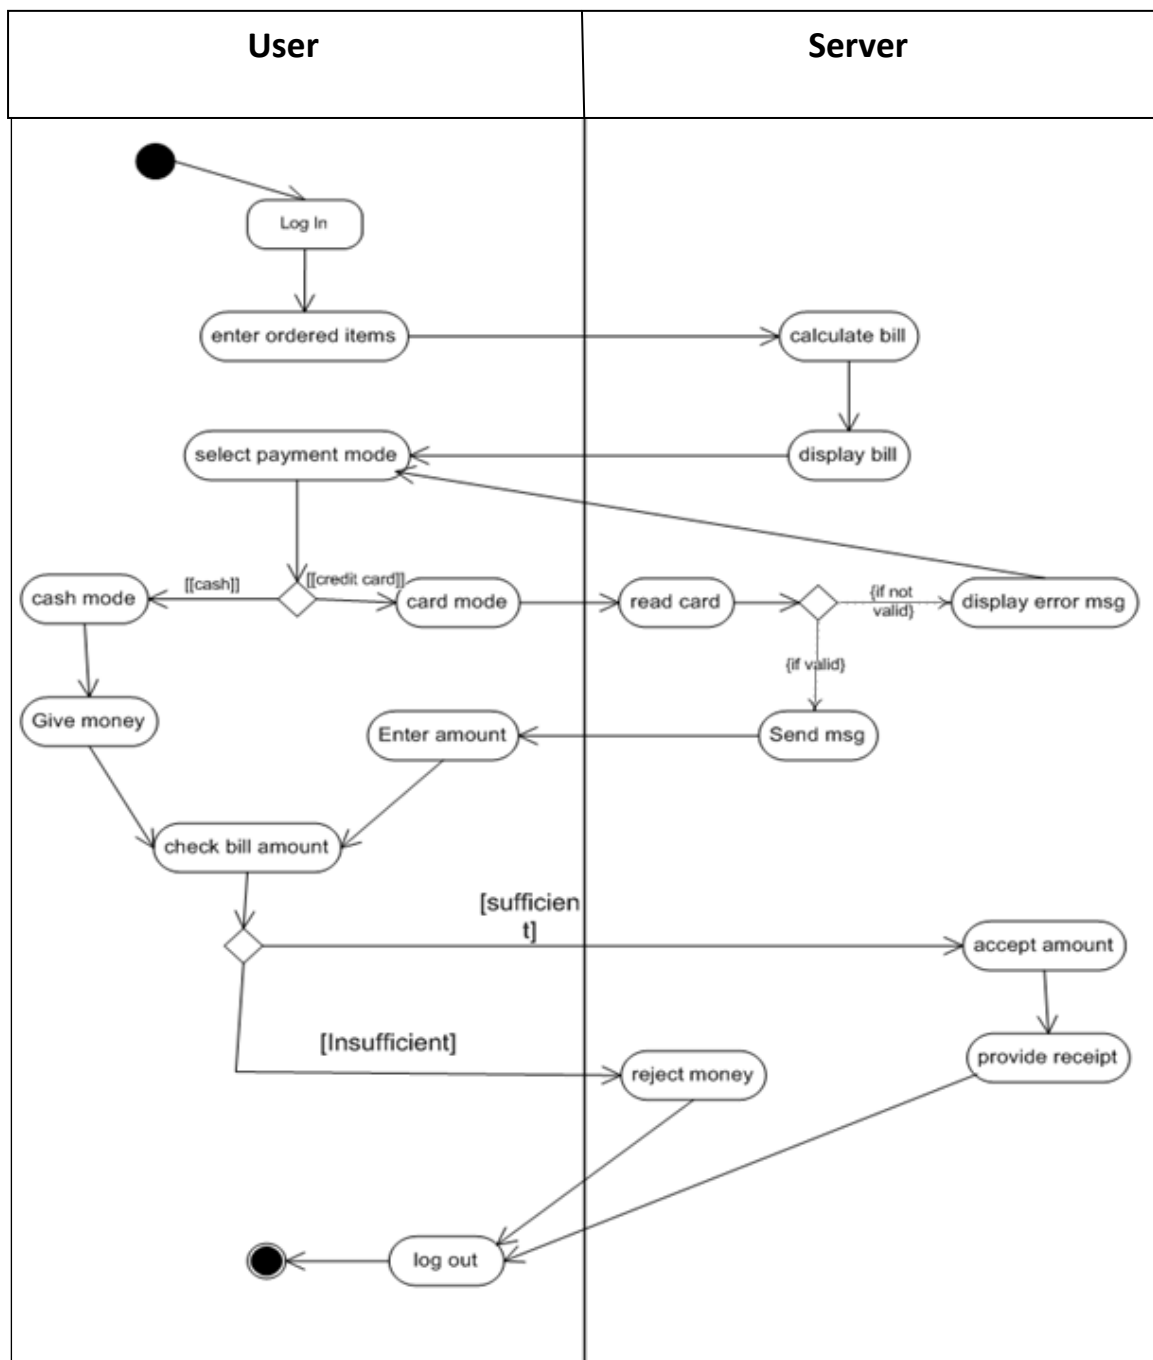 User
Server
Log In
enter ordered items
calculate bill
select payment mode
display bill
[[cash]]
[[credit card]]
cash mode
card mode
read card
{if not
valid}
display error msg
{if valid}
Give money
Enter amount
Send msg
check bill amount
[sufficien
t]
accept amount
[Insufficient]
reject money
provide receipt
log out